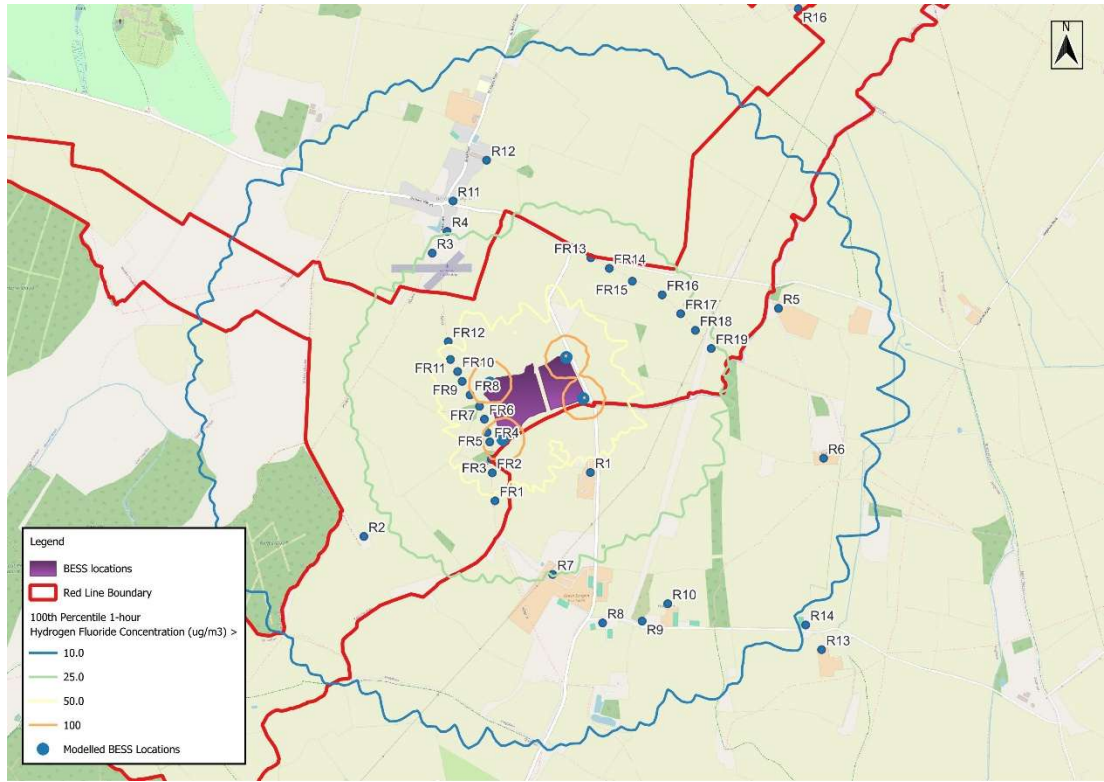 R16
N
R12
R11
R4
R3
FR13
FR14
FR15
FR16
FR17
FR18
FR19
R5
FR12
FR11
FR10
FR9
FR8
FR7
FR6
FR5
FR4
FR3
FR2
FR1
R1
R6
R2
R7
R8
R10
R9
R14
R13
Legend
BESS locations
Red Line Boundary
100th Percentile 1-hour
Hydrogen Fluoride Concentration (ug/m3) >
10.0
25.0
50.0
100
Modelled BESS Locations